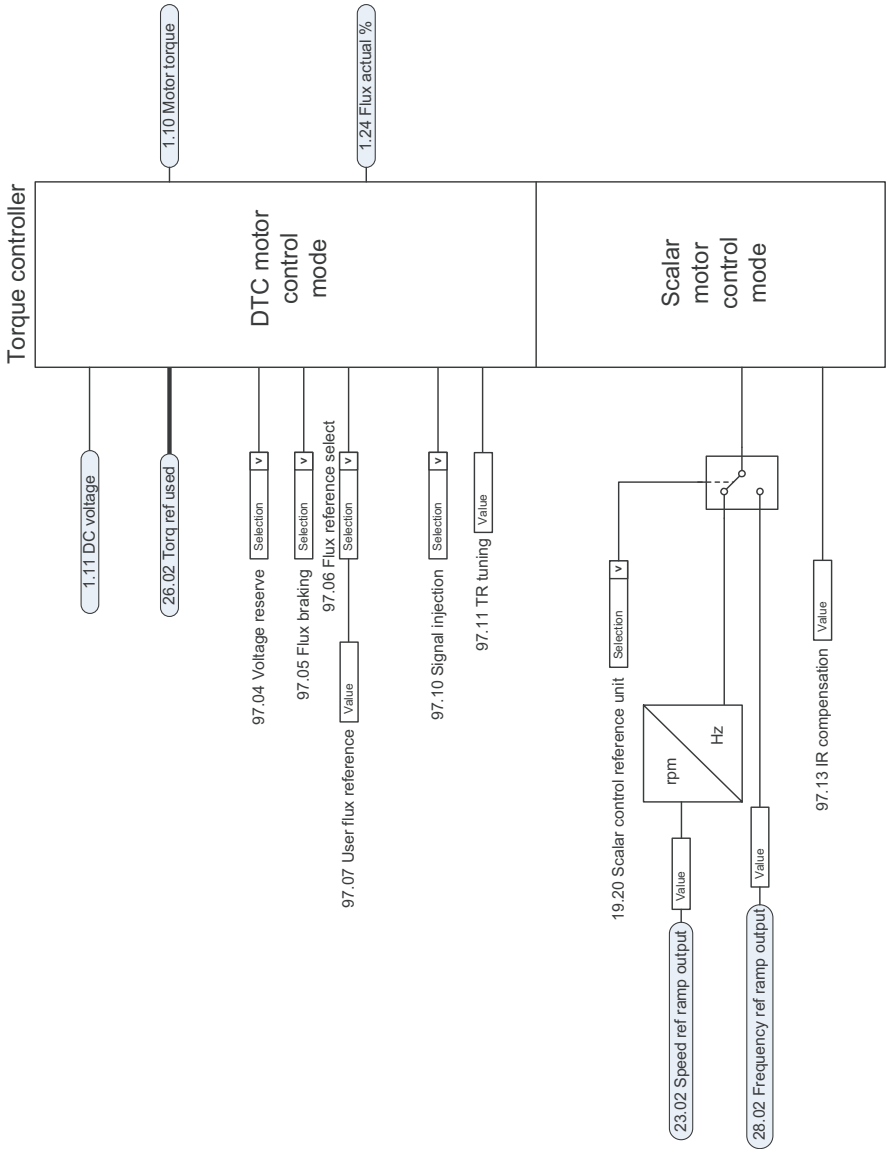 Torque controller
1.11 DC voltage
26.02 Torq ref used
97.04 Voltage reserve
Selection
v
97.05 Flux braking
Selection
v
97.06 Flux reference select
97.07 User flux reference
Value
Selection
v
97.10 Signal injection
Selection
v
97.11 TR tuning
Value
DTC motor
control
mode
1.10 Motor torque
1.24 Flux actual %
19.20 Scalar control reference unit
Selection
v
23.02 Speed ref ramp output
Value
rpm
Hz
28.02 Frequency ref ramp output
Value
97.13 IR compensation
Value
Scalar
motor
control
mode